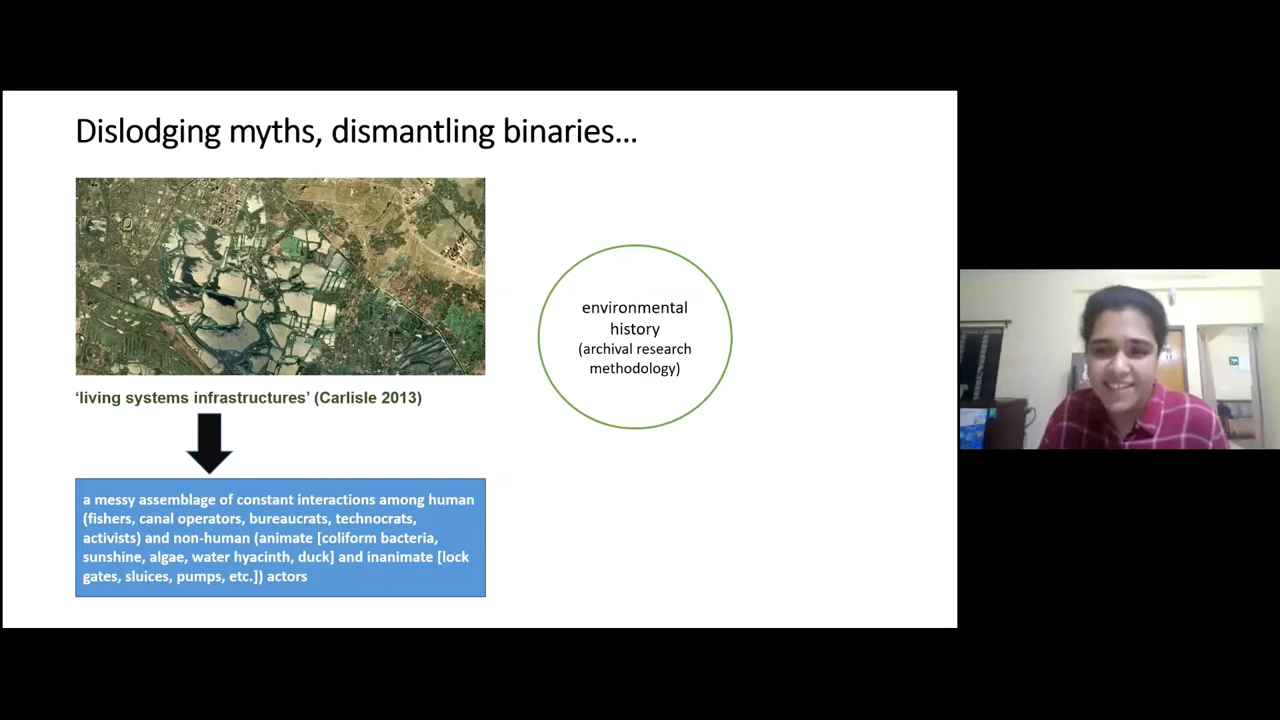 Dislodging myths, dismantling binaries…
‘living systems infrastructures’ (Carlisle 2013)
a messy assemblage of constant interactions among human
(fishers, canal operators, bureaucrats, technocrats,
activists) and non-human (animate [coliform bacteria,
sunshine, algae, water hyacinth, duck] and inanimate [lock
gates, sluices, pumps, etc.]) actors
environmental
history
(archival research
methodology)